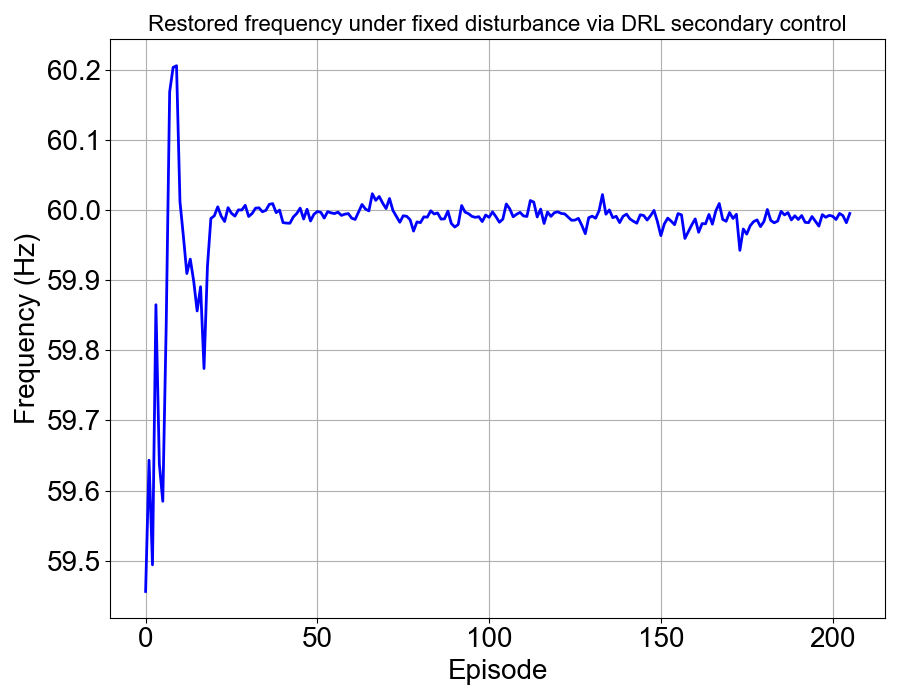 Restored frequency under fixed disturbance via DRL secondary control
60.2
60.1
60.0
59.9
59.8
59.7
59.6
59.5
Frequency (Hz)
0 50 100 150 200
Episode